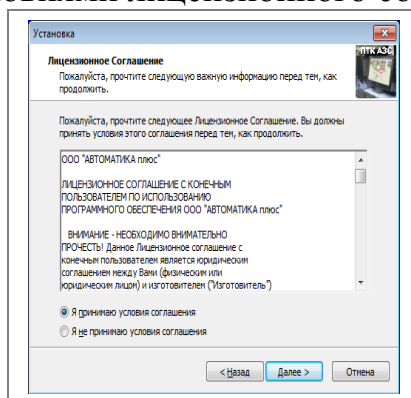 Установка
ПТК АЗС
Лицензионное Соглашение
Пожалуйста, прочтите следующую важную информацию перед тем, как
продолжить.
Пожалуйста, прочтите следующее Лицензионное Соглашение. Вы должны
принять условия этого соглашения перед тем, как продолжить.
ООО "АВТОМАТИКА плюс"
ЛИЦЕНЗИОННОЕ СОГЛАШЕНИЕ С КОНЕЧНЫМ
ПОЛЬЗОВАТЕЛЕМ ПО ИСПОЛЬЗОВАНИЮ
ПРОГРАММНОГО ОБЕСПЕЧЕНИЯ ООО "АВТОМАТИКА плюс"
ВНИМАНИЕ - НЕОБХОДИМО ВНИМАТЕЛЬНО
ПРОЧЕСТЬ! Данное Лицензионное соглашение с
конечным пользователем является юридическим
соглашением между Вами (физическим или
юридическим лицом) и изготовителем ("Изготовитель")
Я принимаю условия соглашения
Я не принимаю условия соглашения
< Назад
Далее >
Отмена